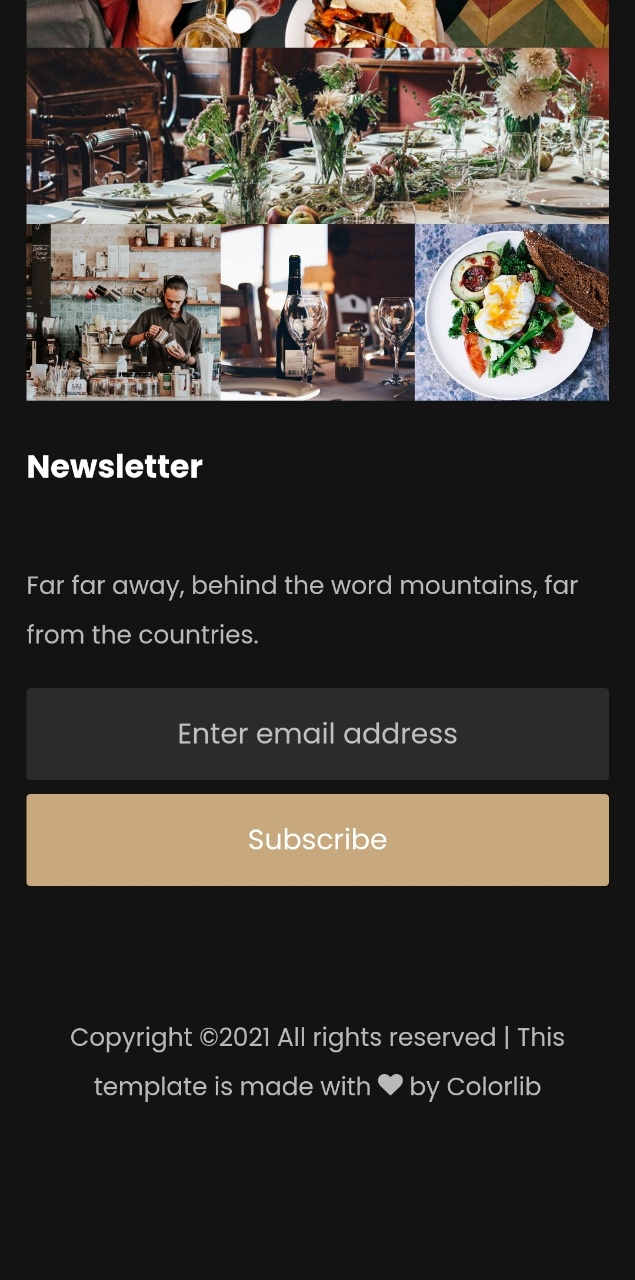 Newsletter
Far far away, behind the word mountains, far
from the countries.
Enter email address
Subscribe
Copyright ©2021 All rights reserved | This
template is made with ♥ by Colorlib